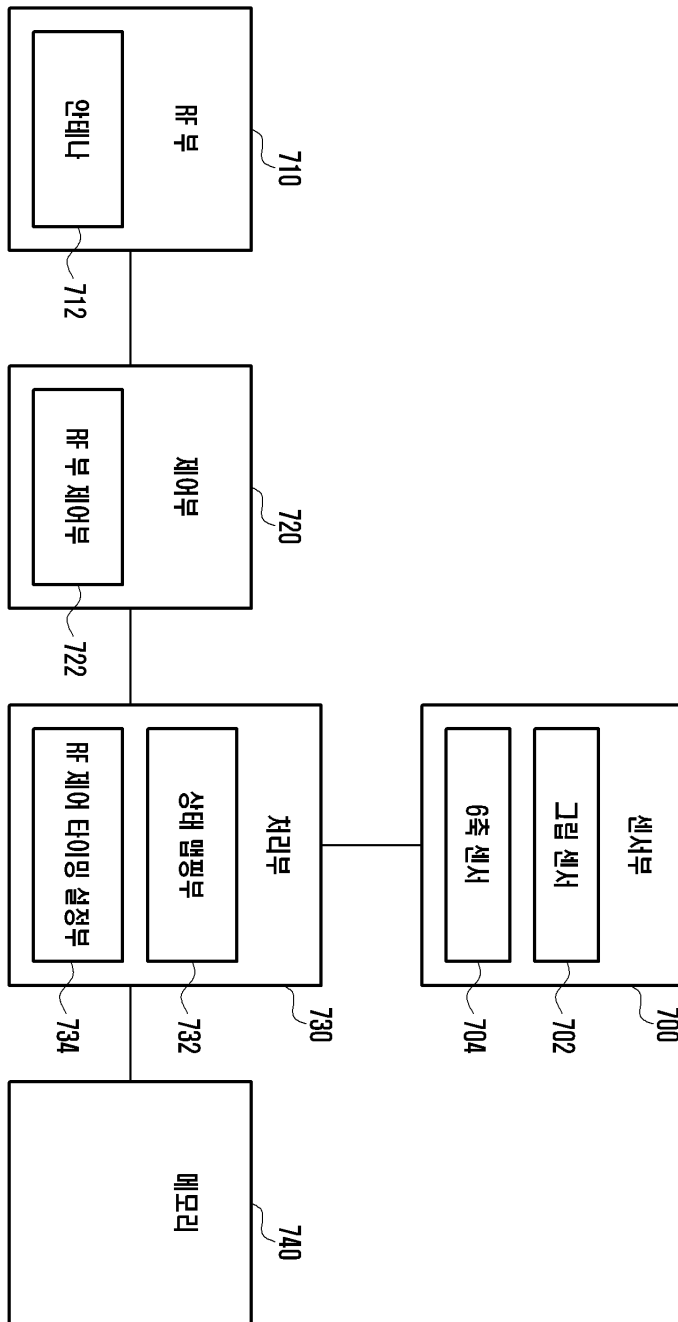 센서부
700
그립 센서
702
6축 센서
704
RF 부
710
안테나
712
제어부
720
RF 부 제어부
722
처리부
730
상태 맵핑부
732
RF 제어 타이밍 설정부
734
메모리
740